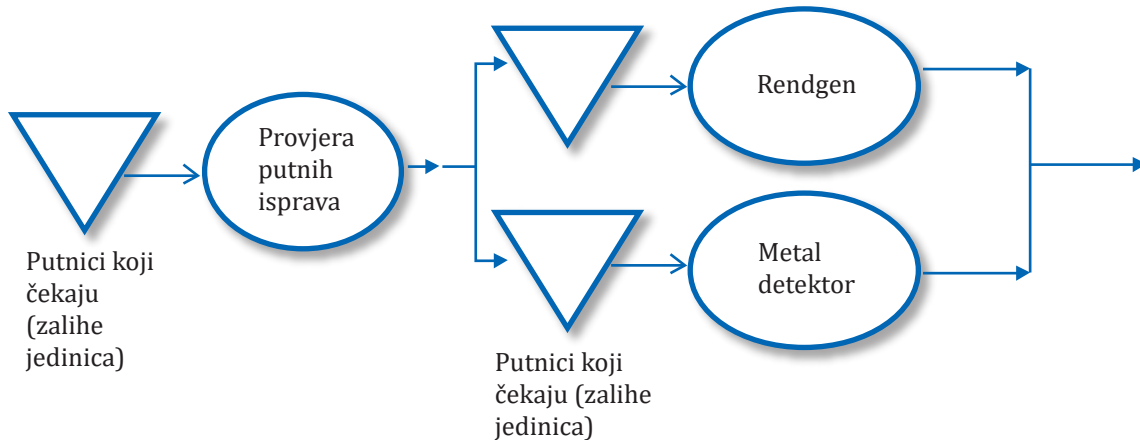 Provjera
putnih
isprava
Putnici koji
čekaju
(zalihe
jedinica)
Rendgen
Metal
detektor
Putnici koji
čekaju (zalihe
jedinica)